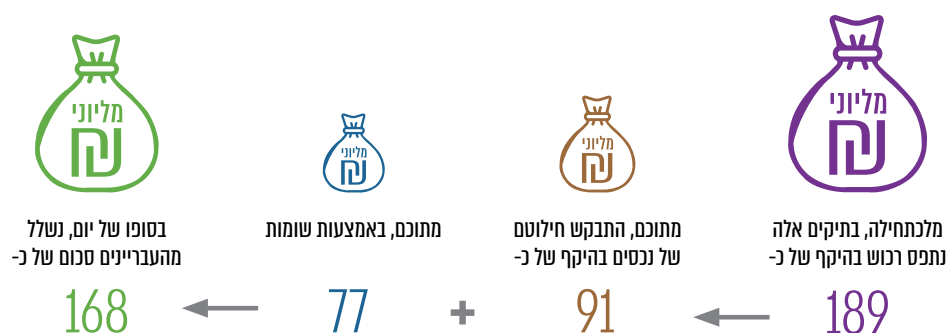 מליוני
₪
מלכתחילה, בתיקים אלה
נתפס רכוש בהיקף של כ-
189
מליוני
₪
מתוכם, התבקש חילוטם
של נכסים בהיקף של כ-
91
+
מליוני
₪
מתוכם, באמצעות שומות
77
מליוני
₪
בסופו של יום, נשלל
מהעבריינים סכום של כ-
168